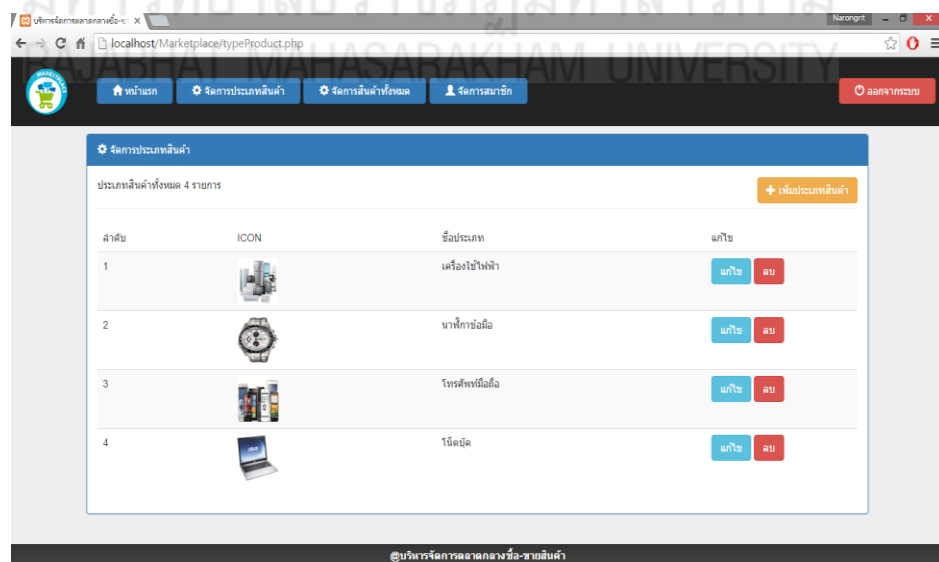 บริหารจัดการตลาดกลางซื้อ-ข
Narongrit
localhost/Marketplace/typeProduct.php
RAJABHAT MAHASARAKHAM UNIVERSITY
MARKETPLACE
หน้าแรก
จัดการประเภทสินค้า
จัดการสินค้าทั้งหมด
จัดการสมาชิก
ออกจากระบบ
จัดการประเภทสินค้า
ประเภทสินค้าทั้งหมด 4 รายการ
เพิ่มประเภทสินค้า
ลำดับ ICON ชื่อประเภท แก้ไข
1 เครื่องใช้ไฟฟ้า แก้ไข ลบ
2 นาฬิกาข้อมือ แก้ไข ลบ
3 โทรศัพท์มือถือ แก้ไข ลบ
4 โน๊ตบุ๊ค แก้ไข ลบ
@บริหารจัดการตลาดกลางซื้อ-ขายสินค้า